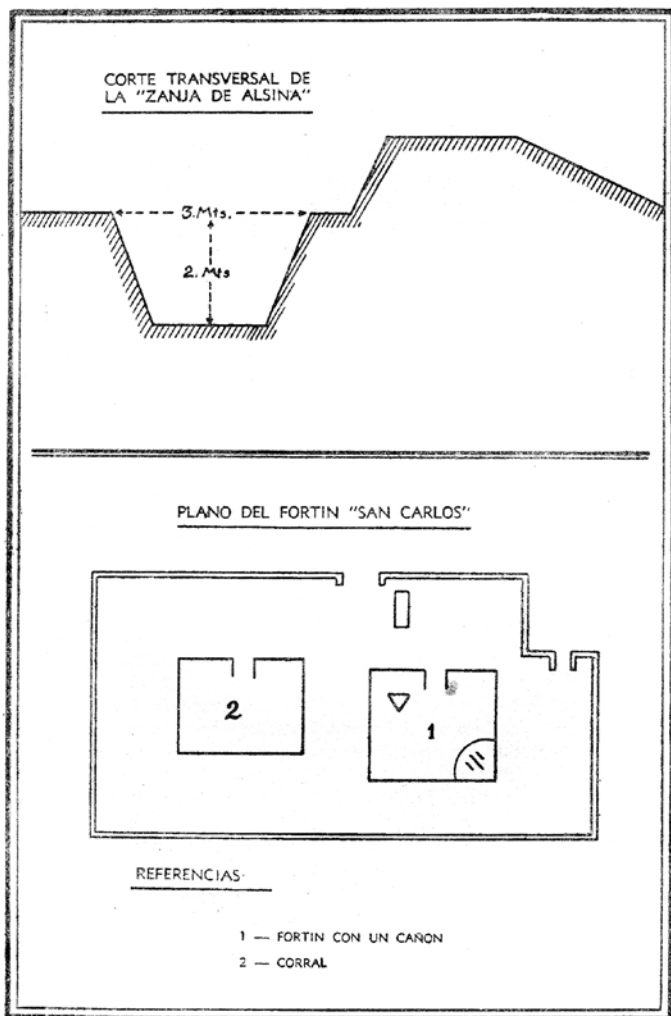 CORTE TRANSVERSAL DE
LA "ZANJA DE ALSINA"
3.Mts.
2.Mts
PLANO DEL FORTIN "SAN CARLOS"
2
1
REFERENCIAS
1 — FORTIN CON UN CAÑON
2 — CORRAL